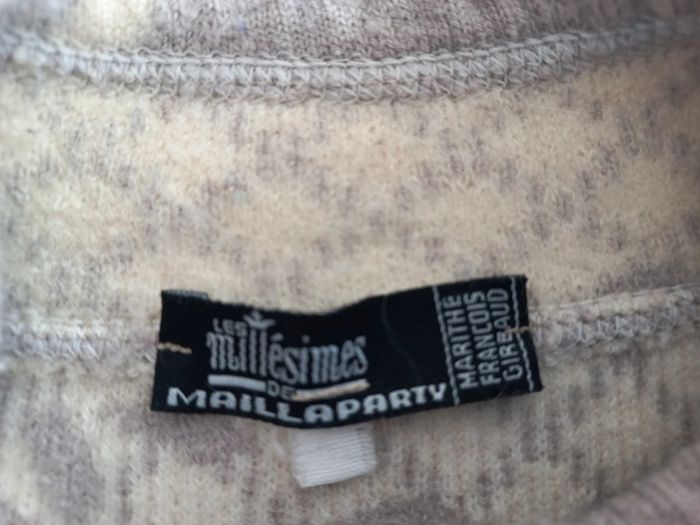 LES
millésimes
DE
MAILLAPARTY
MARITHE
FRANCOIS
GIRBAUD